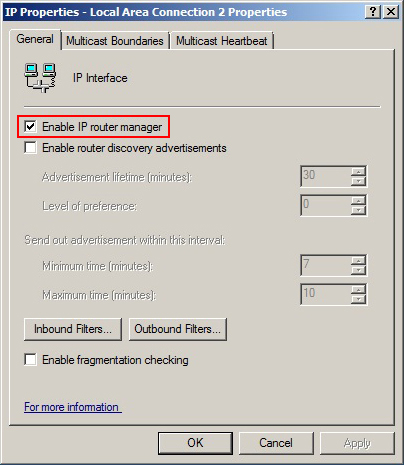 IP Properties - Local Area Connection 2 Properties
General Multicast Boundaries Multicast Heartbeat
IP Interface
Enable IP router manager
Enable router discovery advertisements
Advertisement lifetime (minutes): 30
Level of preference: 0
Send out advertisement within this interval:
Minimum time (minutes): 7
Maximum time (minutes): 10
Inbound Filters... Outbound Filters...
Enable fragmentation checking
For more information
OK Cancel Apply